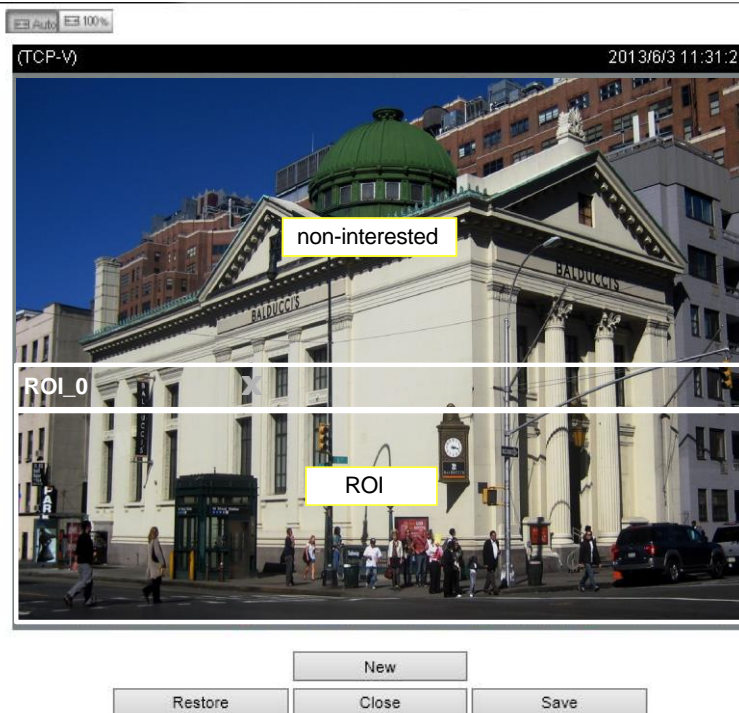 Auto 100%
(TCP-V) 2013/6/3 11:31:2
non-interested
BALDUCCI'S
BALDUCCI'S
ROI_0 X
BALDUCCIS
ROI
PARK
New
Restore Close Save